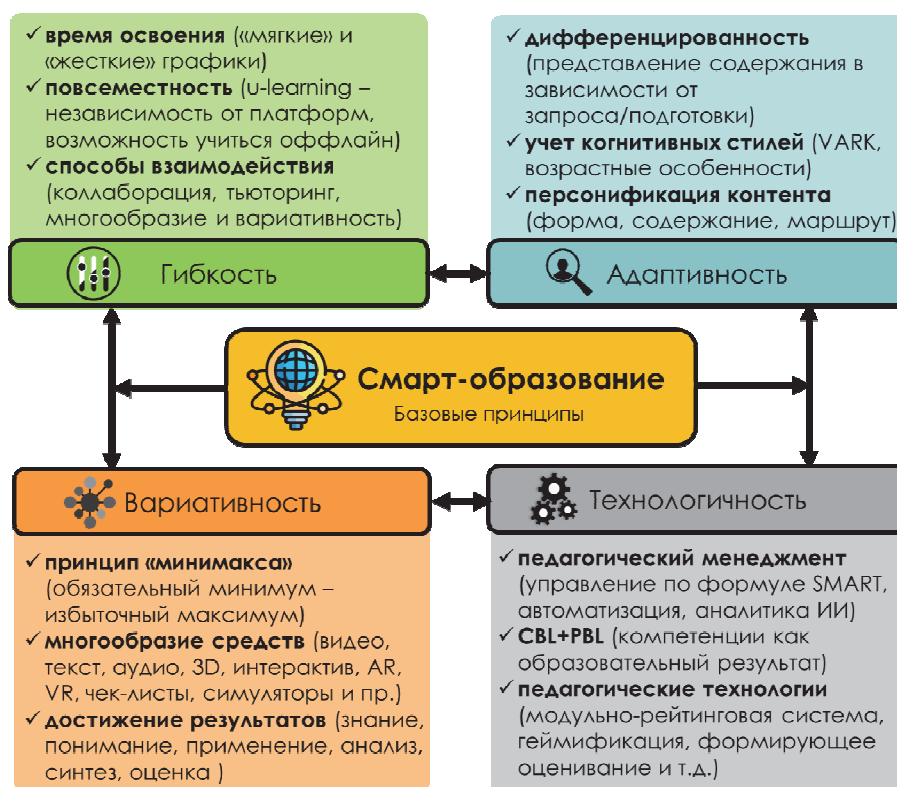 ✓ время освоения («мягкие» и
«жесткие» графики)
✓ повсеместность (u-learning –
независимость от платформ,
возможность учиться оффлайн)
✓ способы взаимодействия
(коллаборация, тьюторинг,
многообразие и вариативность)
Гибкость
✓ дифференцированность
(представление содержания в
зависимости от
запроса/подготовки)
✓ учет когнитивных стилей (VARK,
возрастные особенности)
✓ персонификация контента
(форма, содержание, маршрут)
Адаптивность
Смарт-образование
Базовые принципы
Вариативность
✓ принцип «минимакса»
(обязательный минимум –
избыточный максимум)
✓ многообразие средств (видео,
текст, аудио, 3D, интерактив, AR,
VR, чек-листы, симуляторы и пр.)
✓ достижение результатов (знание,
понимание, применение, анализ,
синтез, оценка )
Технологичность
✓ педагогический менеджмент
(управление по формуле SMART,
автоматизация, аналитика ИИ)
✓ CBL+PBL (компетенции как
образовательный результат)
✓ педагогические технологии
(модульно-рейтинговая система,
геймификация, формирующее
оценивание и т.д.)